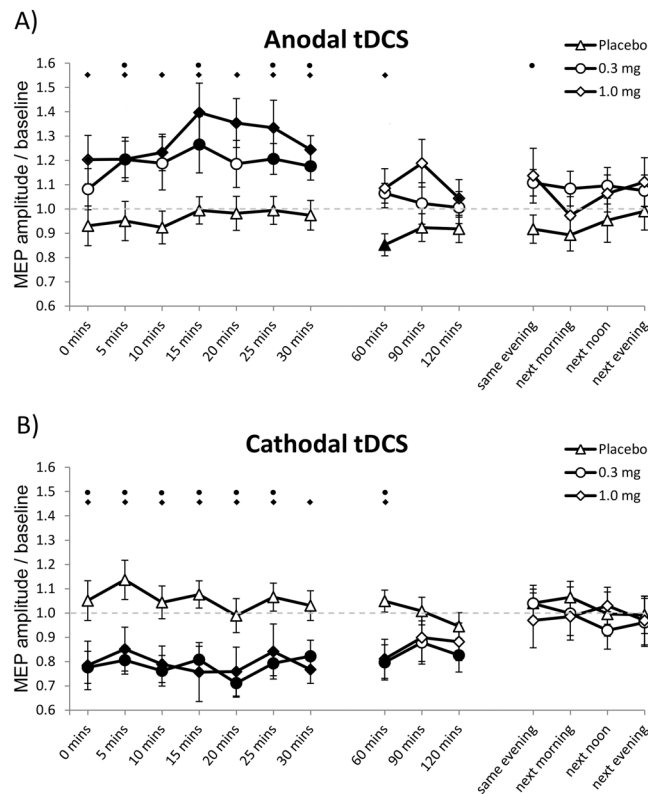 A)
Anodal tDCS
Placebo
0.3 mg
1.0 mg
MEP amplitude / baseline
1.6
1.5
1.4
1.3
1.2
1.1
1.0
0.9
0.8
0.7
0.6
0 mins
5 mins
10 mins
15 mins
20 mins
25 mins
30 mins
60 mins
90 mins
120 mins
same evening
next morning
next noon
next evening
B)
Cathodal tDCS
Placebo
0.3 mg
1.0 mg
MEP amplitude / baseline
1.6
1.5
1.4
1.3
1.2
1.1
1.0
0.9
0.8
0.7
0.6
0 mins
5 mins
10 mins
15 mins
20 mins
25 mins
30 mins
60 mins
90 mins
120 mins
same evening
next morning
next noon
next evening